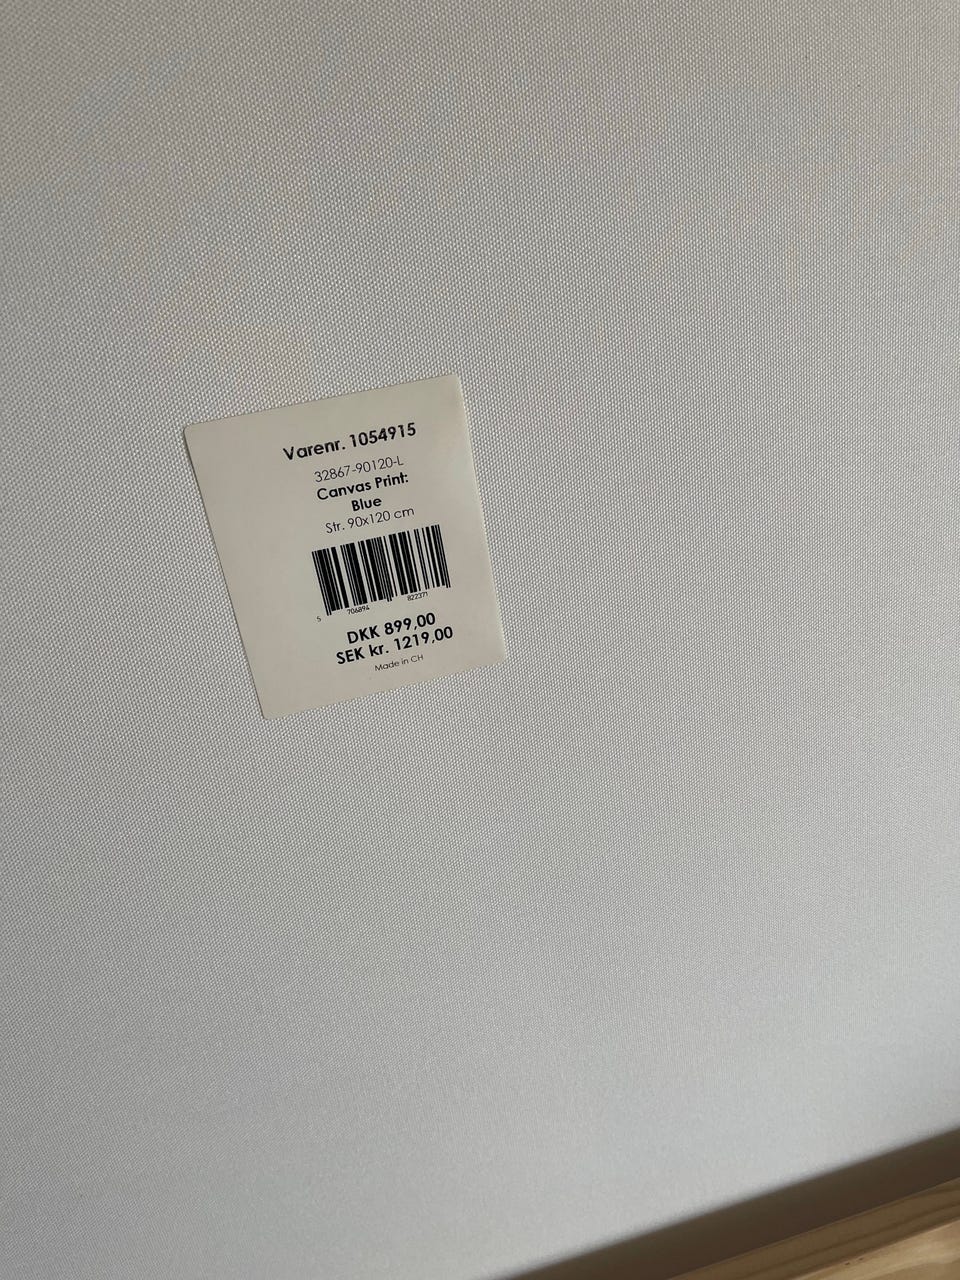 Varenr. 1054915
32867-90120-L
Canvas Print:
Blue
Str. 90x120 cm
5 706894 822371
DKK 899,00
SEK kr. 1219,00
Made in CH